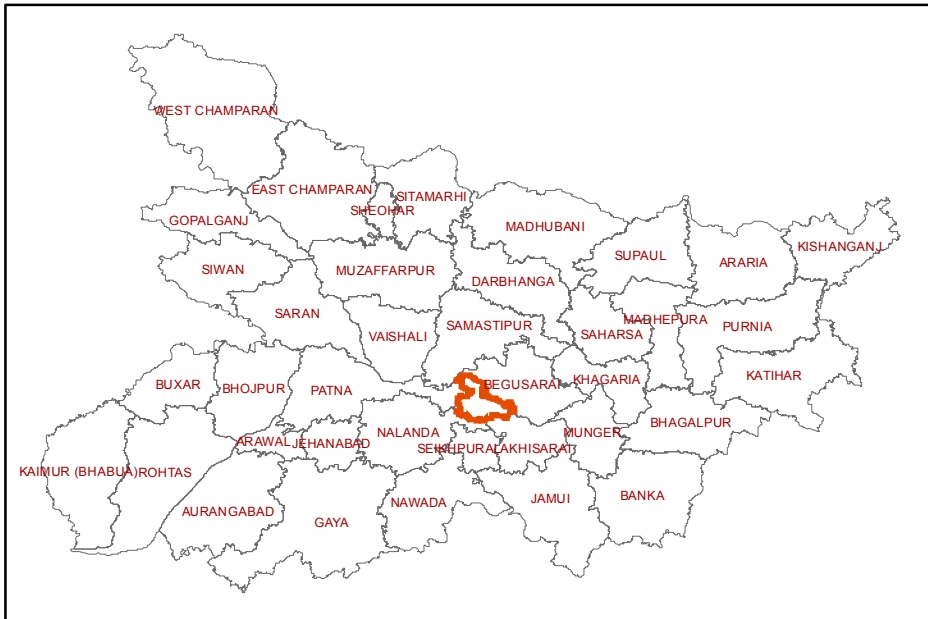 WEST CHAMPARAN
EAST CHAMPARAN
SITAMARHI
SHEOHAR
GOPALGANJ
MADHUBANI
KISHANGANJ
SUPAUL
ARARIA
SIWAN
MUZAFFARPUR
DARBHANGA
SARAN
SAMASTIPUR
MADHEPURA
PURNIA
VAISHALI
SAHARSA
BUXAR
BHOJPUR
PATNA
BEGUSARAI
KHAGARIA
KATIHAR
BHAGALPUR
NALANDA
MUNGER
ARAWAL
JEHANABAD
SEIKHPURA
LAKHISARAI
KAIMUR (BHABUA)
ROHTAS
BANKA
JAMUI
NAWADA
AURANGABAD
GAYA